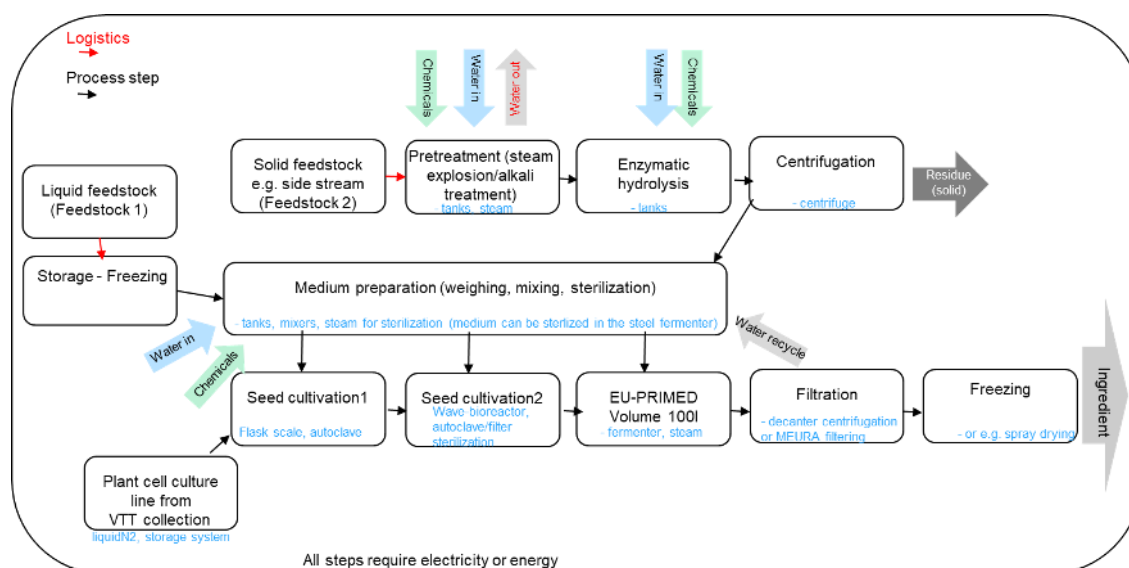 Logistics
Process step
Chemicals
Water in
Water out
Water in
Chemicals
Solid feedstock
e.g. side stream
(Feedstock 2)
Pretreatment (steam
explosion/alkali
treatment)
- tanks, steam
Enzymatic
hydrolysis
- tanks
Centrifugation
- centrifuge
Residue
(solid)
Liquid feedstock
(Feedstock 1)
Storage - Freezing
Medium preparation (weighing, mixing, sterilization)
- tanks, mixers, steam for sterilization (medium can be sterlized in the steel fermenter)
Water in
Chemicals
Water recycle
Seed cultivation1
Flask scale, autoclave
Seed cultivation2
Wave-bioreactor,
autoclave/filter
sterilization
EU-PRIMED
Volume 100l
- fermenter, steam
Filtration
- decanter centrifugation
or MEURA filtering
Freezing
- or e.g. spray drying
Ingredient
Plant cell culture
line from
VTT collection
liquidN2, storage system
All steps require electricity or energy